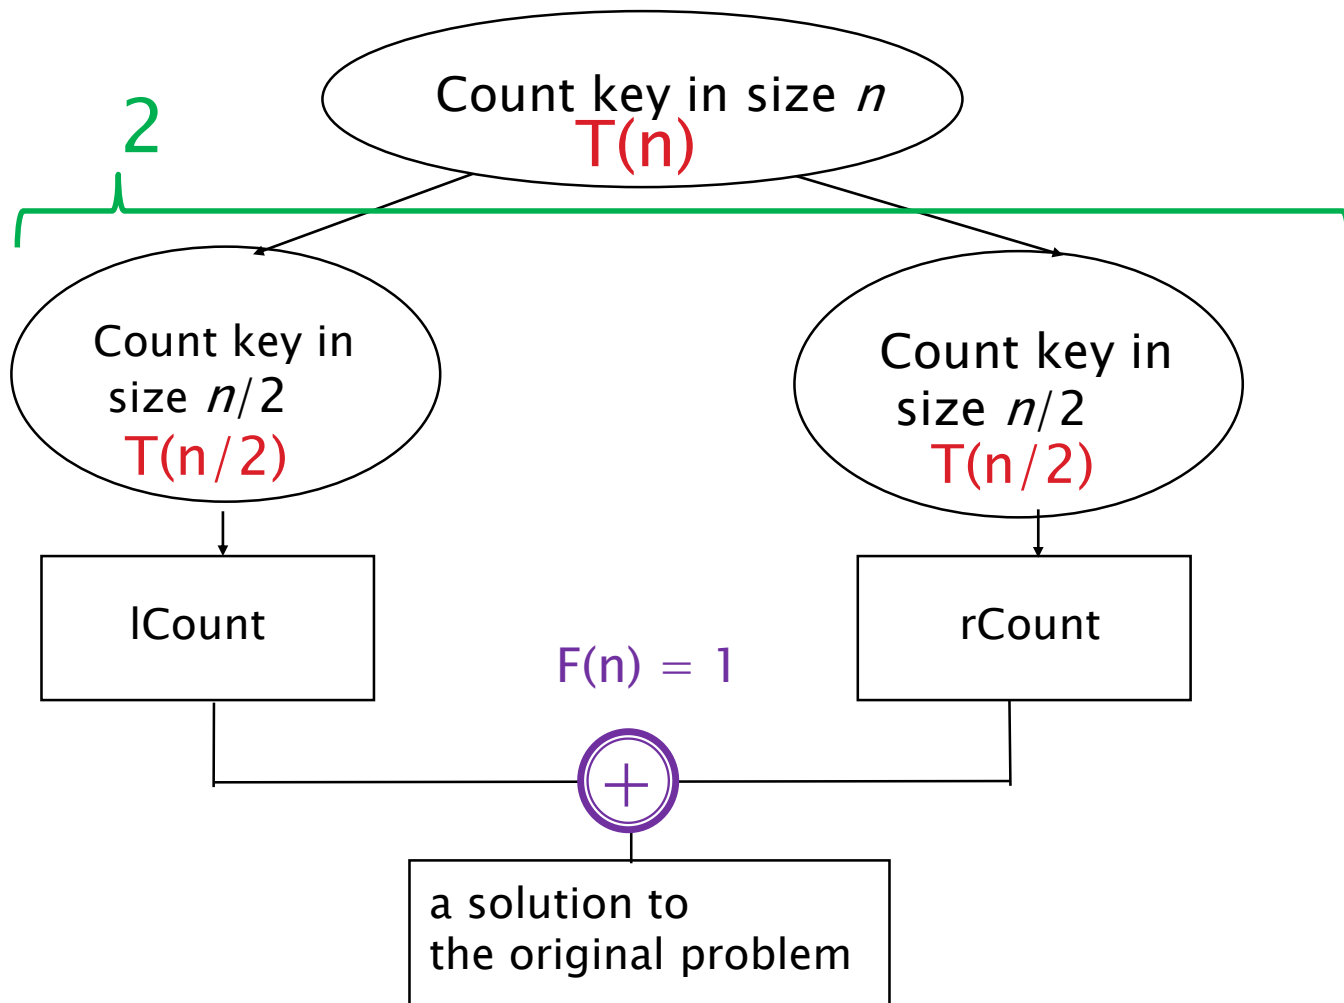 Count key in size n
T(n)
2
Count key in
size n/2
T(n/2)
Count key in
size n/2
T(n/2)
lCount
rCount
F(n) = 1
+
a solution to
the original problem